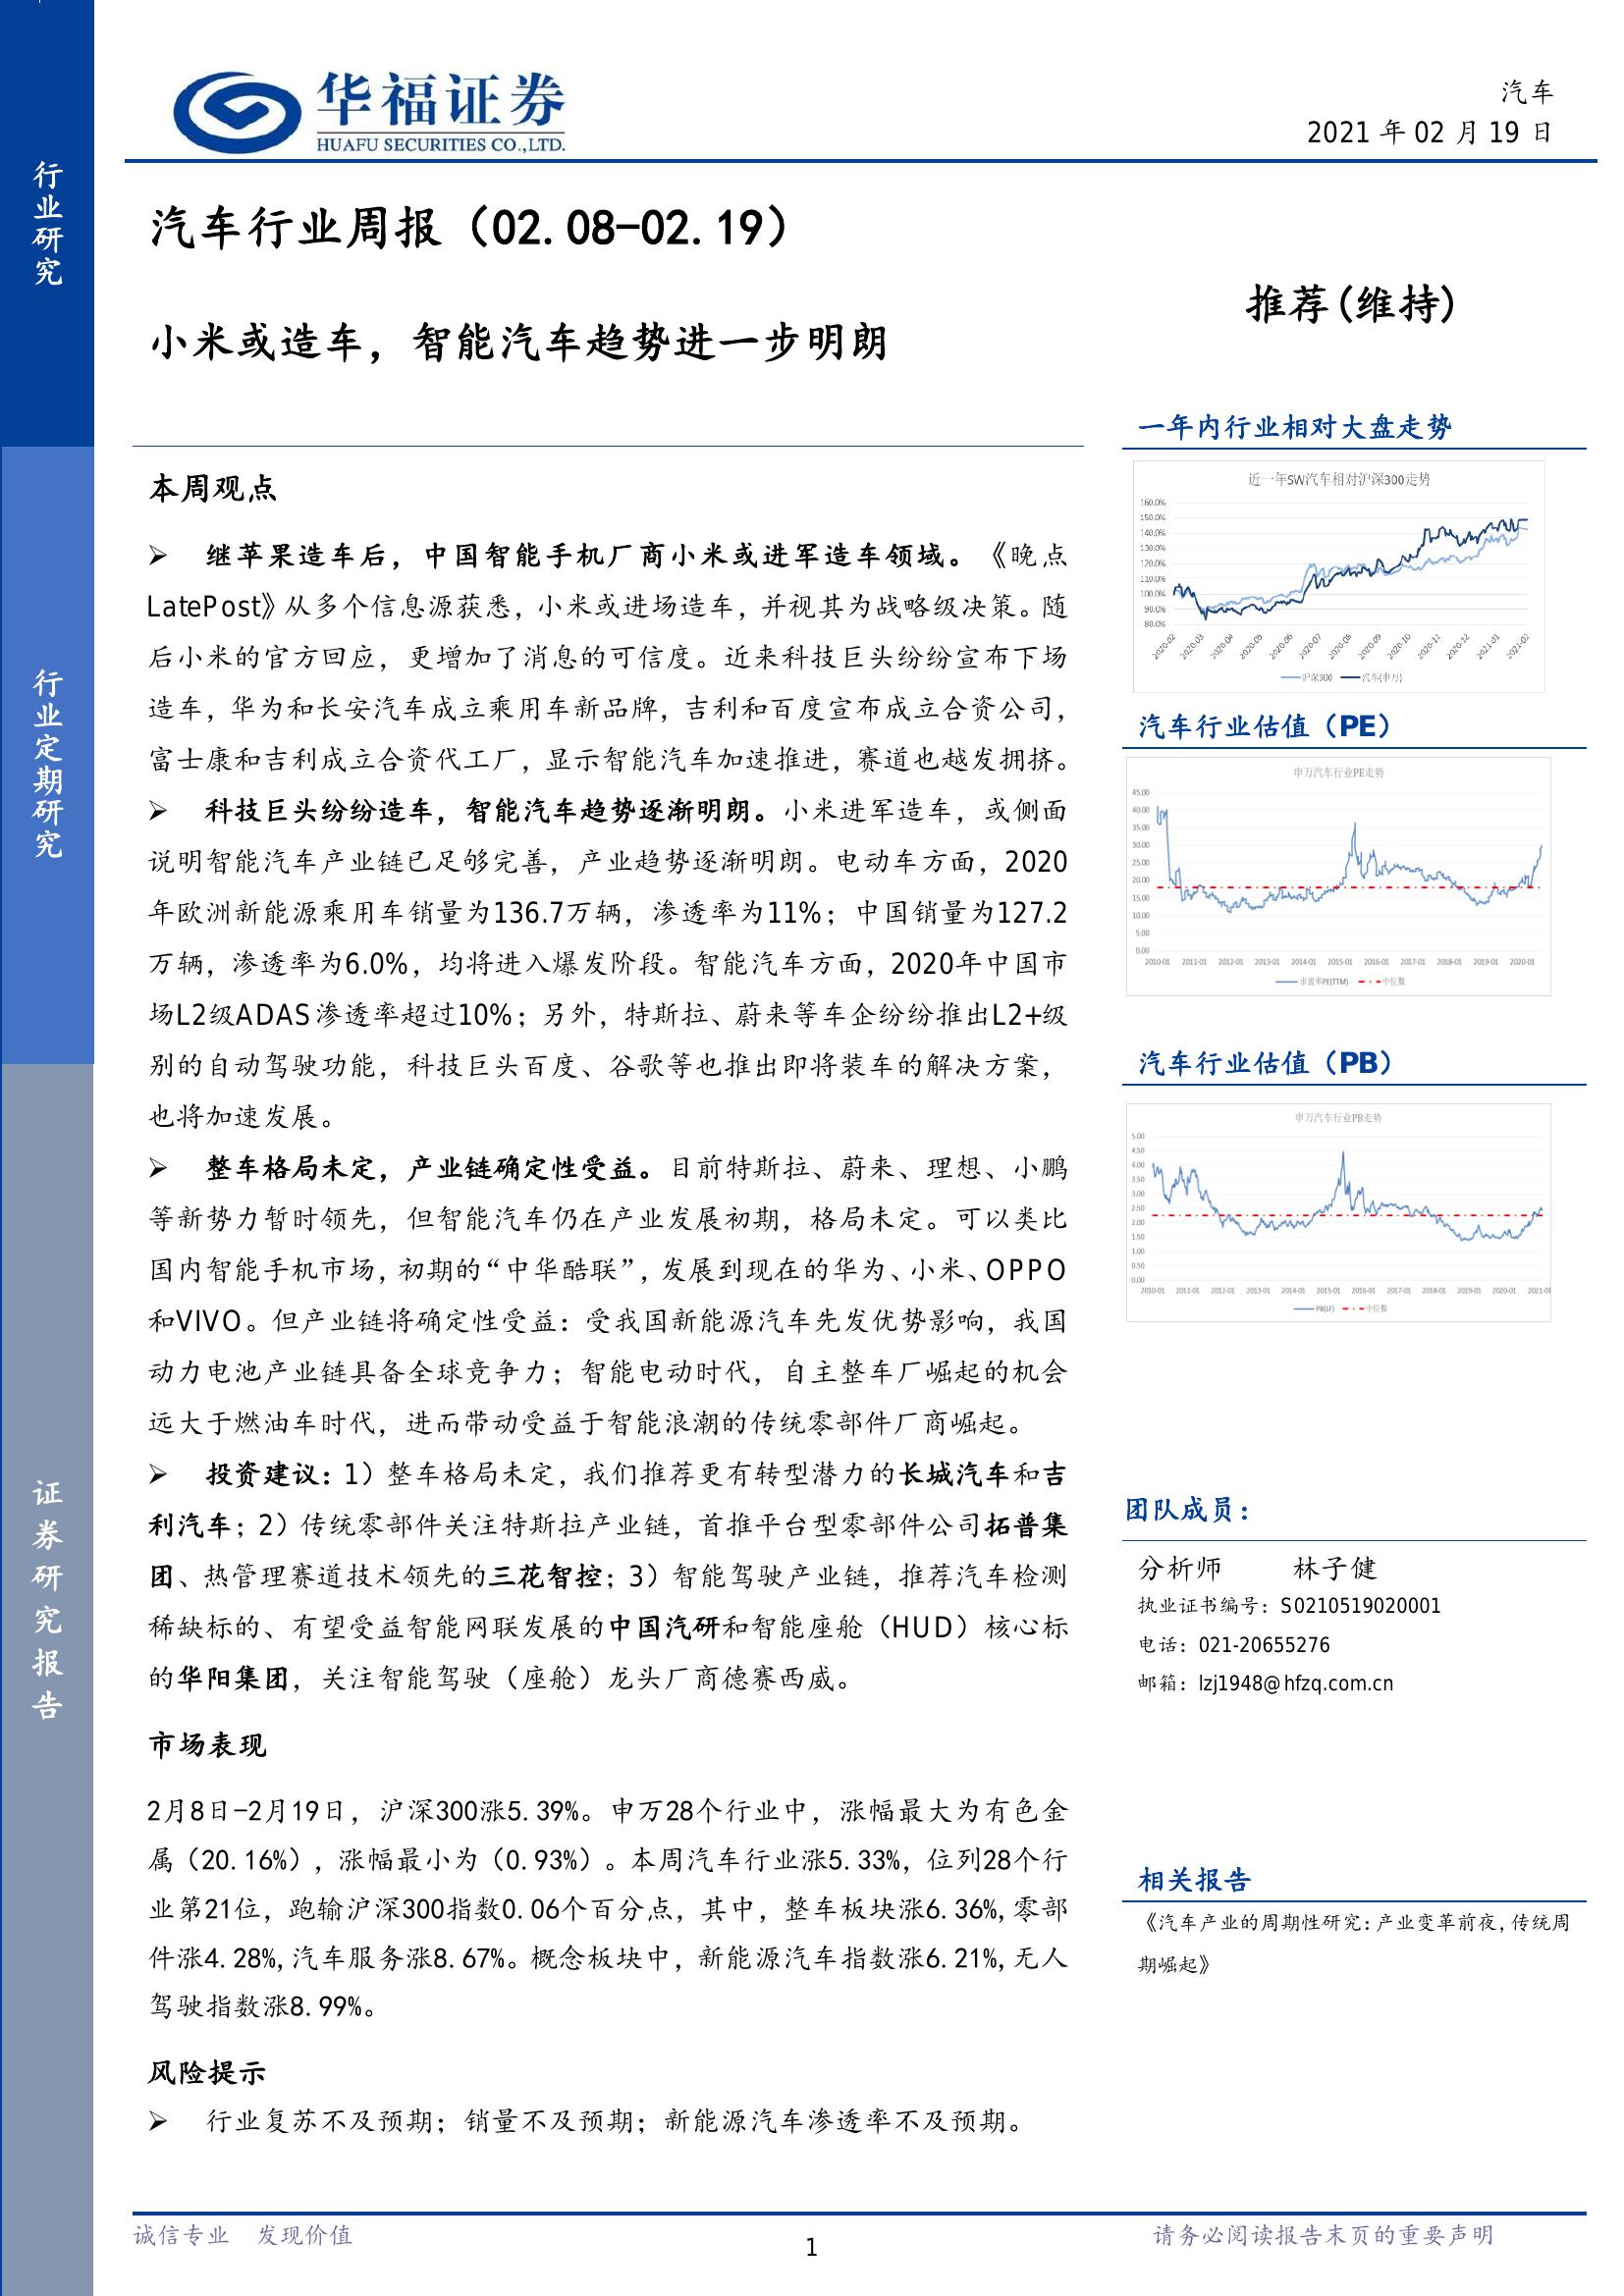 华福证券
HUAFU SECURITIES CO.,LTD.
汽车
2021 年 02 月 19 日
行业研究
行业定期研究
证券研究报告
汽车行业周报（02.08-02.19）
小米或造车，智能汽车趋势进一步明朗
推荐(维持)
本周观点
➢ 继苹果造车后，中国智能手机厂商小米或进军造车领域。《晚点
LatePost》从多个信息源获悉，小米或进场造车，并视其为战略级决策。随
后小米的官方回应，更增加了消息的可信度。近来科技巨头纷纷宣布下场
造车，华为和长安汽车成立乘用车新品牌，吉利和百度宣布成立合资公司，
富士康和吉利成立合资代工厂，显示智能汽车加速推进，赛道也越发拥挤。
➢ 科技巨头纷纷造车，智能汽车趋势逐渐明朗。小米进军造车，或侧面
说明智能汽车产业链已足够完善，产业趋势逐渐明朗。电动车方面，2020
年欧洲新能源乘用车销量为136.7万辆，渗透率为11%；中国销量为127.2
万辆，渗透率为6.0%，均将进入爆发阶段。智能汽车方面，2020年中国市
场L2级ADAS渗透率超过10%；另外，特斯拉、蔚来等车企纷纷推出L2+级
别的自动驾驶功能，科技巨头百度、谷歌等也推出即将装车的解决方案，
也将加速发展。
➢ 整车格局未定，产业链确定性受益。目前特斯拉、蔚来、理想、小鹏
等新势力暂时领先，但智能汽车仍在产业发展初期，格局未定。可以类比
国内智能手机市场，初期的“中华酷联”，发展到现在的华为、小米、OPPO
和VIVO。但产业链将确定性受益：受我国新能源汽车先发优势影响，我国
动力电池产业链具备全球竞争力；智能电动时代，自主整车厂崛起的机会
远大于燃油车时代，进而带动受益于智能浪潮的传统零部件厂商崛起。
➢ 投资建议：1）整车格局未定，我们推荐更有转型潜力的长城汽车和吉
利汽车；2）传统零部件关注特斯拉产业链，首推平台型零部件公司拓普集
团、热管理赛道技术领先的三花智控；3）智能驾驶产业链，推荐汽车检测
稀缺标的、有望受益智能网联发展的中国汽研和智能座舱（HUD）核心标
的华阳集团，关注智能驾驶（座舱）龙头厂商德赛西威。
市场表现
2月8日-2月19日，沪深300涨5.39%。申万28个行业中，涨幅最大为有色金
属（20.16%），涨幅最小为（0.93%）。本周汽车行业涨5.33%，位列28个行
业第21位，跑输沪深300指数0.06个百分点，其中，整车板块涨6.36%,零部
件涨4.28%,汽车服务涨8.67%。概念板块中，新能源汽车指数涨6.21%,无人
驾驶指数涨8.99%。
风险提示
➢ 行业复苏不及预期；销量不及预期；新能源汽车渗透率不及预期。
一年内行业相对大盘走势
近一年SW汽车相对沪深300走势
160.0%
150.0%
140.0%
130.0%
120.0%
110.0%
100.0%
90.0%
80.0%
2020-02 2020-03 2020-04 2020-05 2020-06 2020-07 2020-08 2020-09 2020-10 2020-11 2020-12 2021-01 2021-02
沪深300 汽车(申万)
汽车行业估值（PE）
申万汽车行业PE走势
45.00
40.00
35.00
30.00
25.00
20.00
15.00
10.00
5.00
0.00
2010-01 2011-01 2012-01 2013-01 2014-01 2015-01 2016-01 2017-01 2018-01 2019-01 2020-01
市盈率PE(TTM) 中位数
汽车行业估值（PB）
申万汽车行业PB走势
5.00
4.50
4.00
3.50
3.00
2.50
2.00
1.50
1.00
0.50
0.00
2010-01 2011-01 2012-01 2013-01 2014-01 2015-01 2016-01 2017-01 2018-01 2019-01 2020-01 2021-01
PB(LF) 中位数
团队成员：
分析师 林子健
执业证书编号：S0210519020001
电话：021-20655276
邮箱：lzj1948@hfzq.com.cn
相关报告
《汽车产业的周期性研究：产业变革前夜，传统周
期崛起》
诚信专业 发现价值
1
请务必阅读报告末页的重要声明